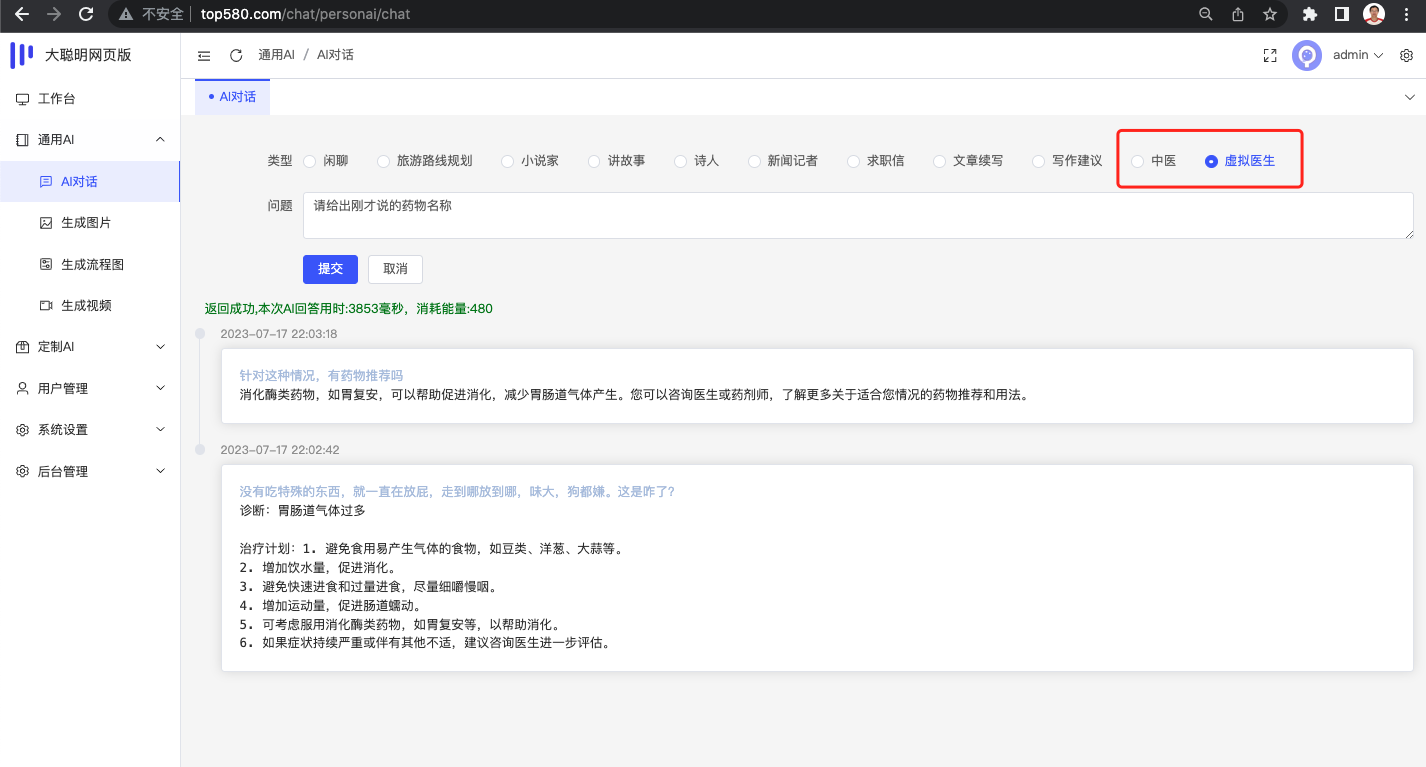 不安全 top580.com/chat/personai/chat
大聪明网页版
通用AI / AI对话
admin
工作台
通用AI
AI对话
生成图片
生成流程图
生成视频
定制AI
用户管理
系统设置
后台管理
AI对话
类型 闲聊 旅游路线规划 小说家 讲故事 诗人 新闻记者 求职信 文章续写 写作建议 中医 虚拟医生
问题 请给出刚才说的药物名称
提交 取消
返回成功,本次AI回答用时:3853毫秒，消耗能量:480
2023-07-17 22:03:18
针对这种情况，有药物推荐吗
消化酶类药物，如胃复安，可以帮助促进消化，减少胃肠道气体产生。您可以咨询医生或药剂师，了解更多关于适合您情况的药物推荐和用法。
2023-07-17 22:02:42
没有吃特殊的东西，就一直在放屁，走到哪放到哪，味大，狗都嫌。这是咋了?
诊断：胃肠道气体过多
治疗计划：1. 避免食用易产生气体的食物，如豆类、洋葱、大蒜等。
2. 增加饮水量，促进消化。
3. 避免快速进食和过量进食，尽量细嚼慢咽。
4. 增加运动量，促进肠道蠕动。
5. 可考虑服用消化酶类药物，如胃复安等，以帮助消化。
6. 如果症状持续严重或伴有其他不适，建议咨询医生进一步评估。